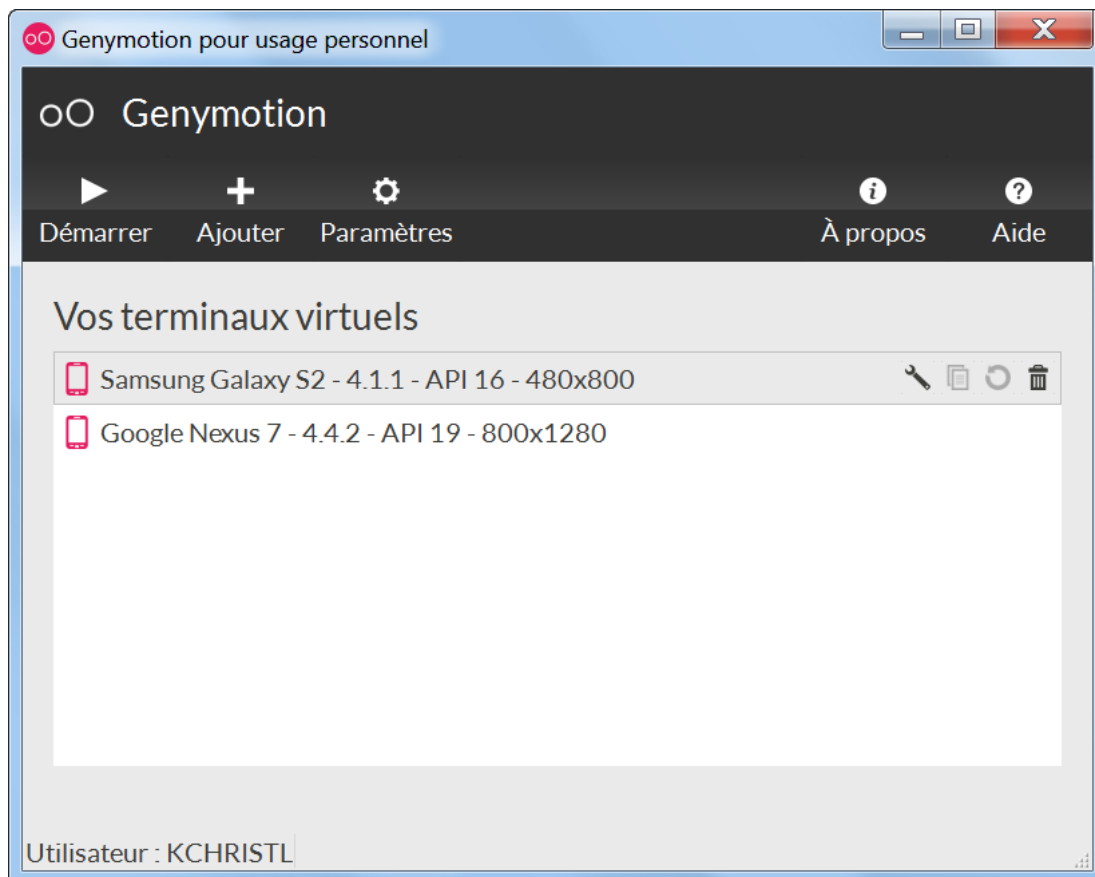 Genymotion pour usage personnel
oO Genymotion
Démarrer Ajouter Paramètres À propos Aide
Vos terminaux virtuels
Samsung Galaxy S2 - 4.1.1 - API 16 - 480x800
Google Nexus 7 - 4.4.2 - API 19 - 800x1280
Utilisateur : KCHRISTL